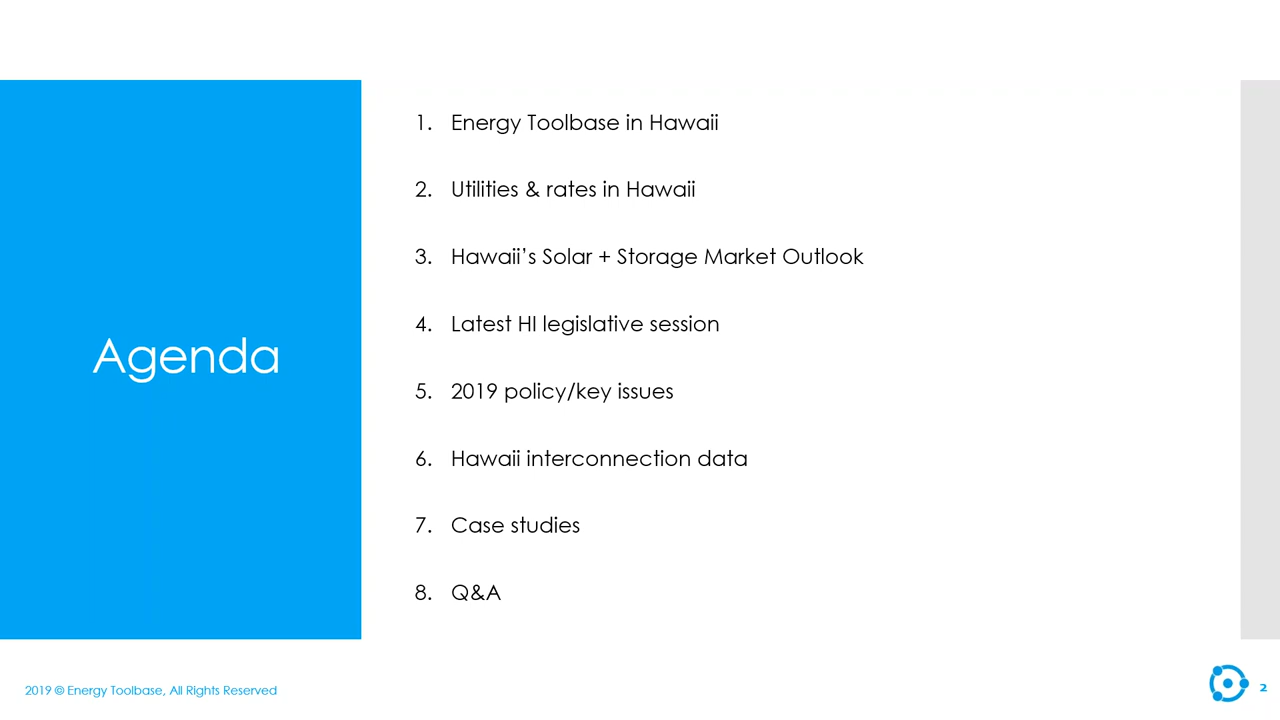 Agenda
1. Energy Toolbase in Hawaii
2. Utilities & rates in Hawaii
3. Hawaii’s Solar + Storage Market Outlook
4. Latest HI legislative session
5. 2019 policy/key issues
6. Hawaii interconnection data
7. Case studies
8. Q&A
2019 © Energy Toolbase, All Rights Reserved
2